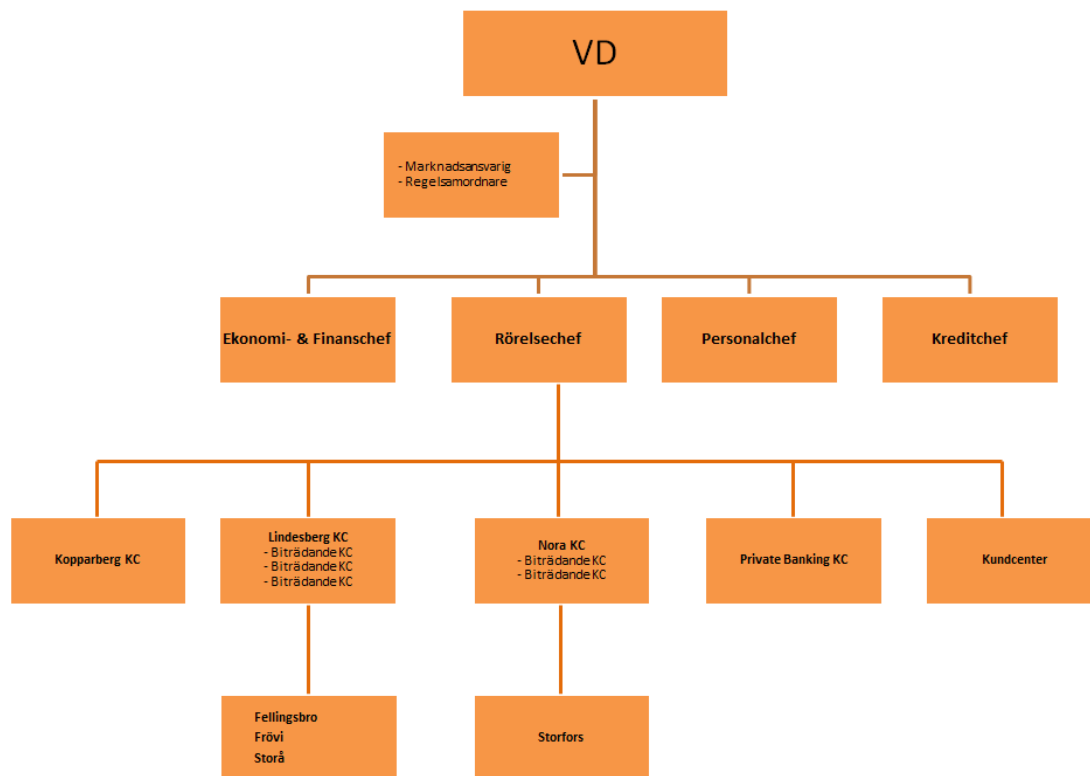 VD
- Marknadsansvarig
- Regelsamordnare
Ekonomi- & Finanschef
Rörelsechef
Personalchef
Kreditchef
Kopparberg KC
Lindesberg KC
- Biträdande KC
- Biträdande KC
- Biträdande KC
Nora KC
- Biträdande KC
- Biträdande KC
Private Banking KC
Kundcenter
Fellingsbro
Frövi
Storå
Storfors